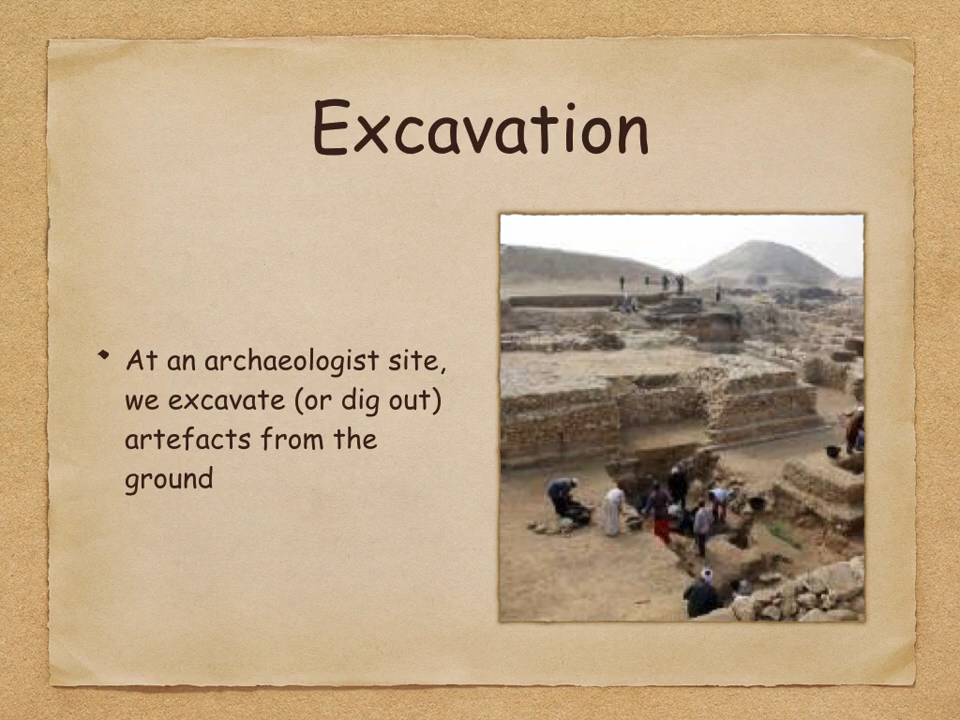 Excavation
At an archaeologist site,
we excavate (or dig out)
artefacts from the
ground